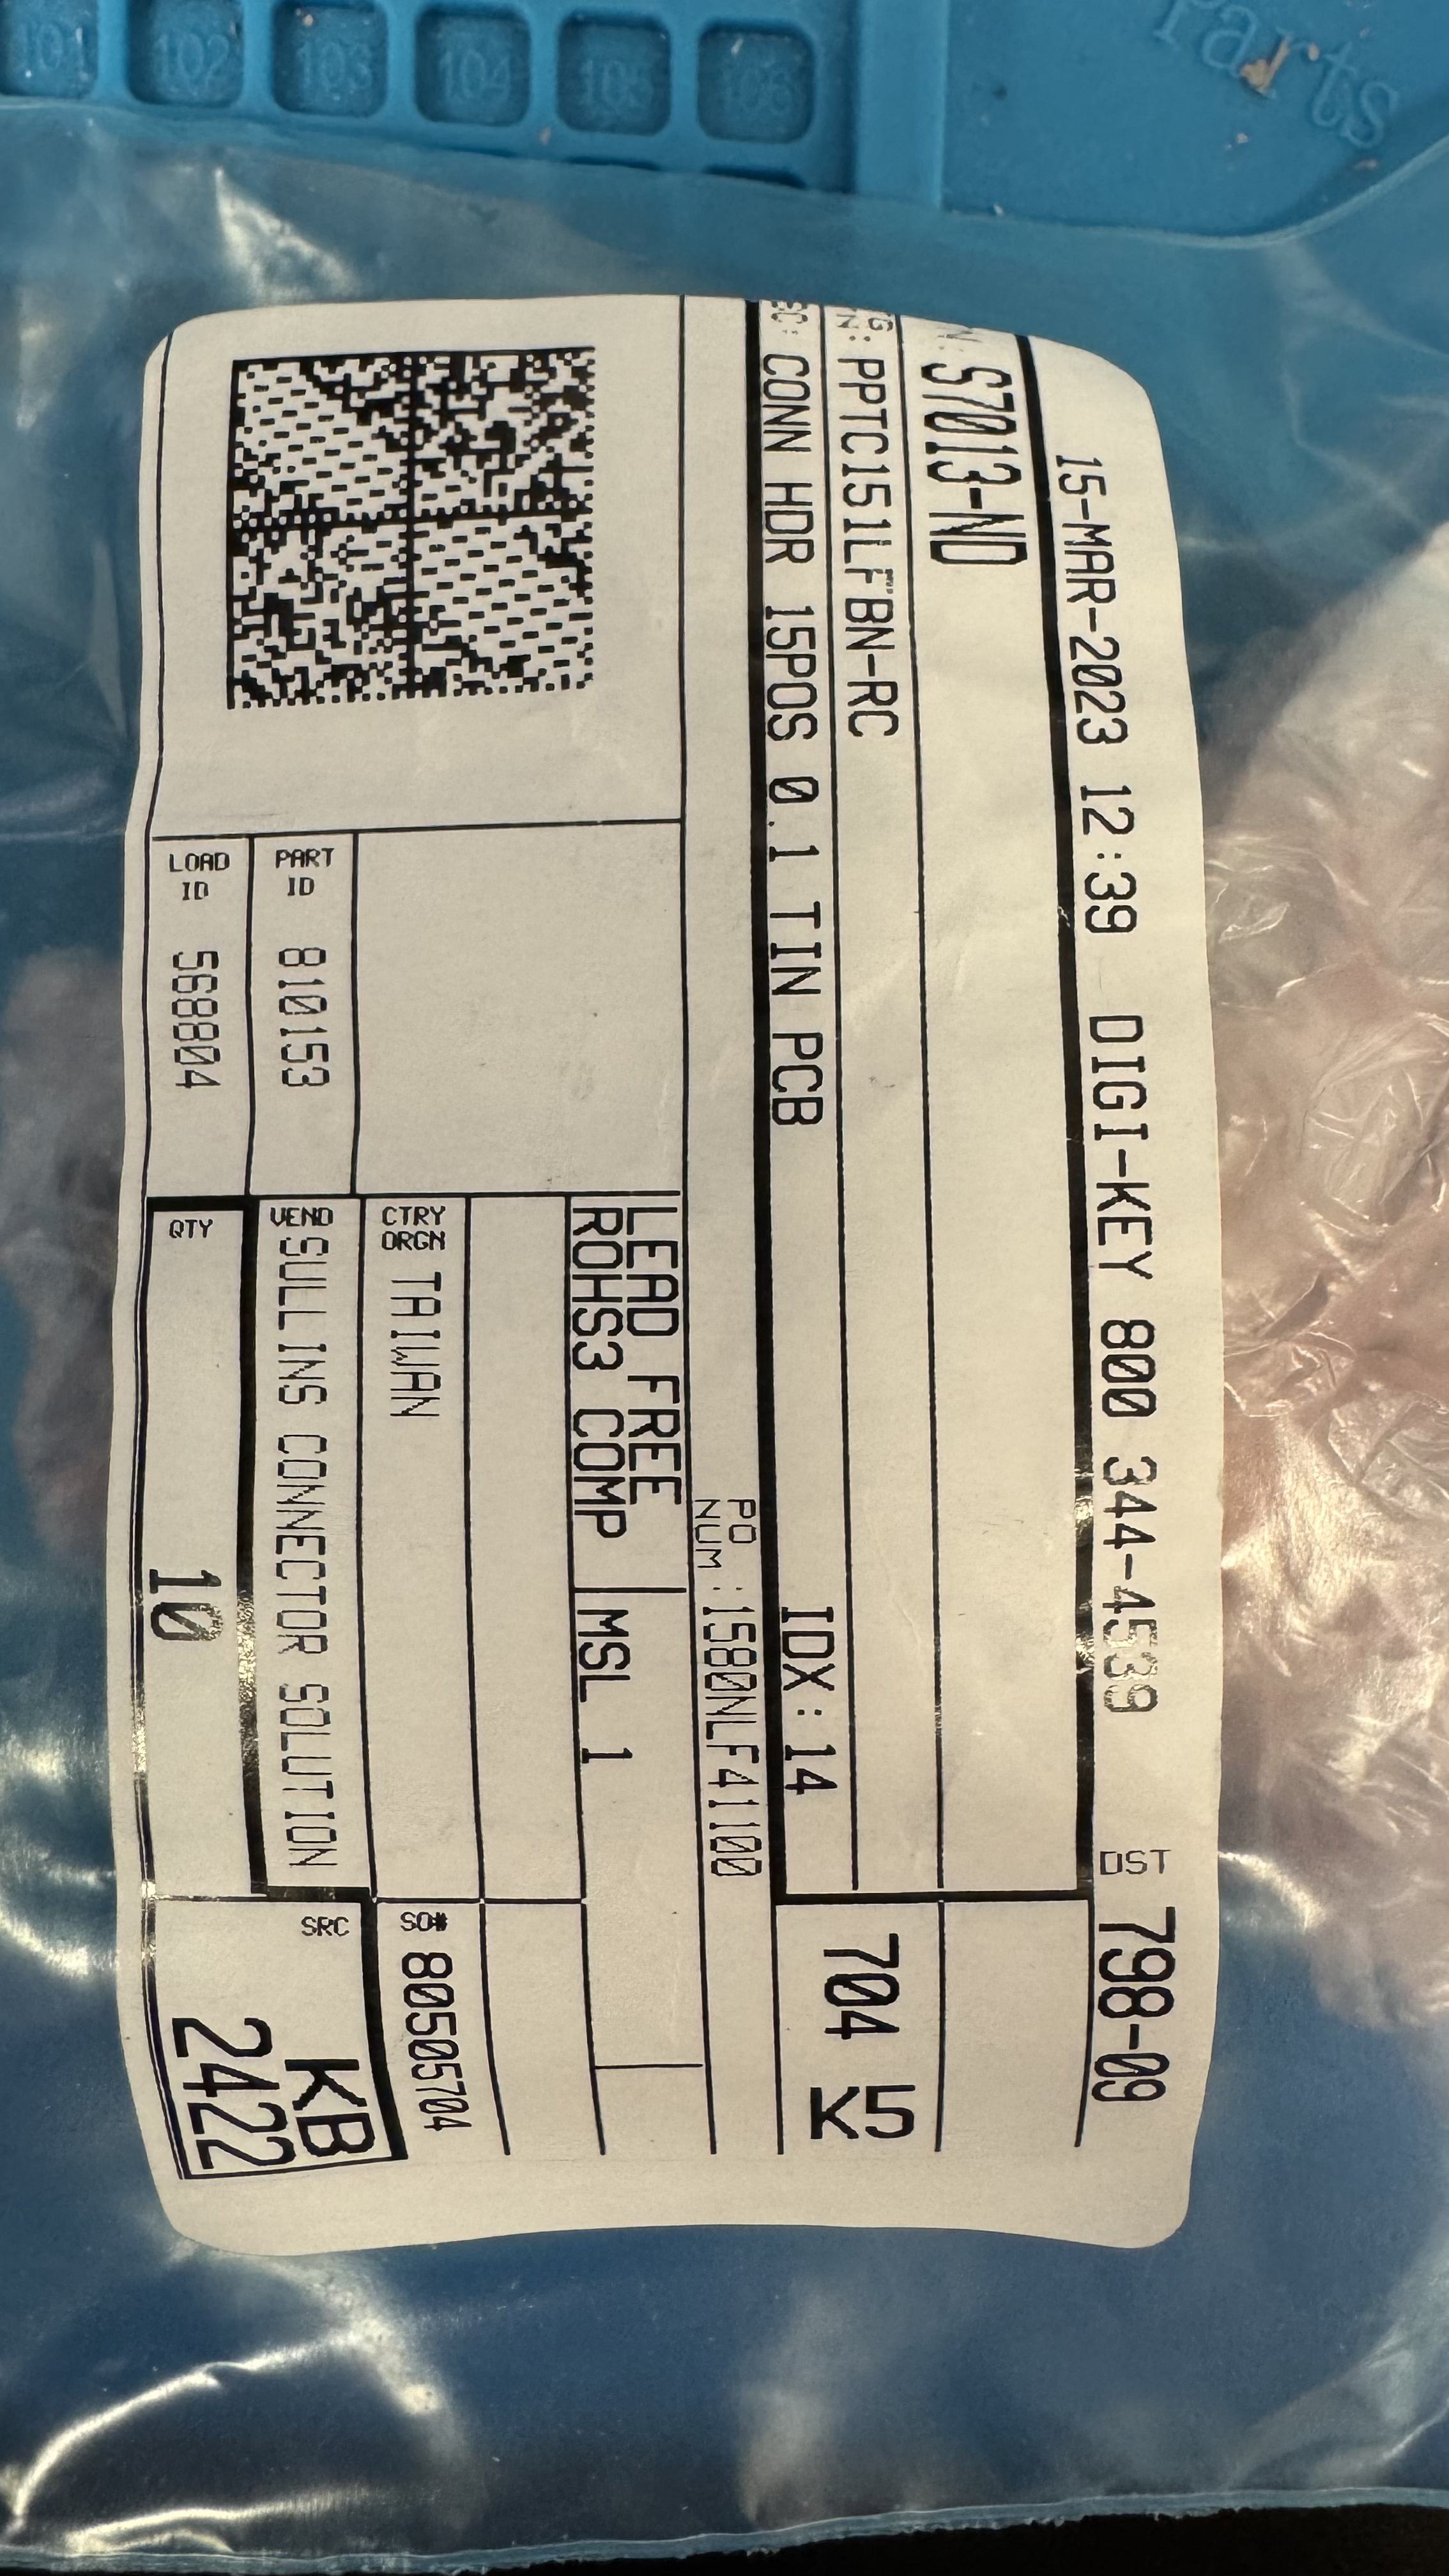 101 102 103 104 105 106
Parts
15-MAR-2023 12:39 DIGI-KEY 800 344-4539 DST 798-09
N: S7013-ND
G
N: PPTC151LFBN-RC
704 K5
SC: CONN HDR 15POS 0.1 TIN PCB IDX:14
PO
NUM:1580NLF41100
LEAD FREE
ROHS3 COMP
MSL 1
CTRY
ORGN TAIWAN
SO# 80505704
PART
ID 810153
VEND SULLINS CONNECTOR SOLUTION
SRC
KB
2422
LOAD
ID 568804
QTY 10